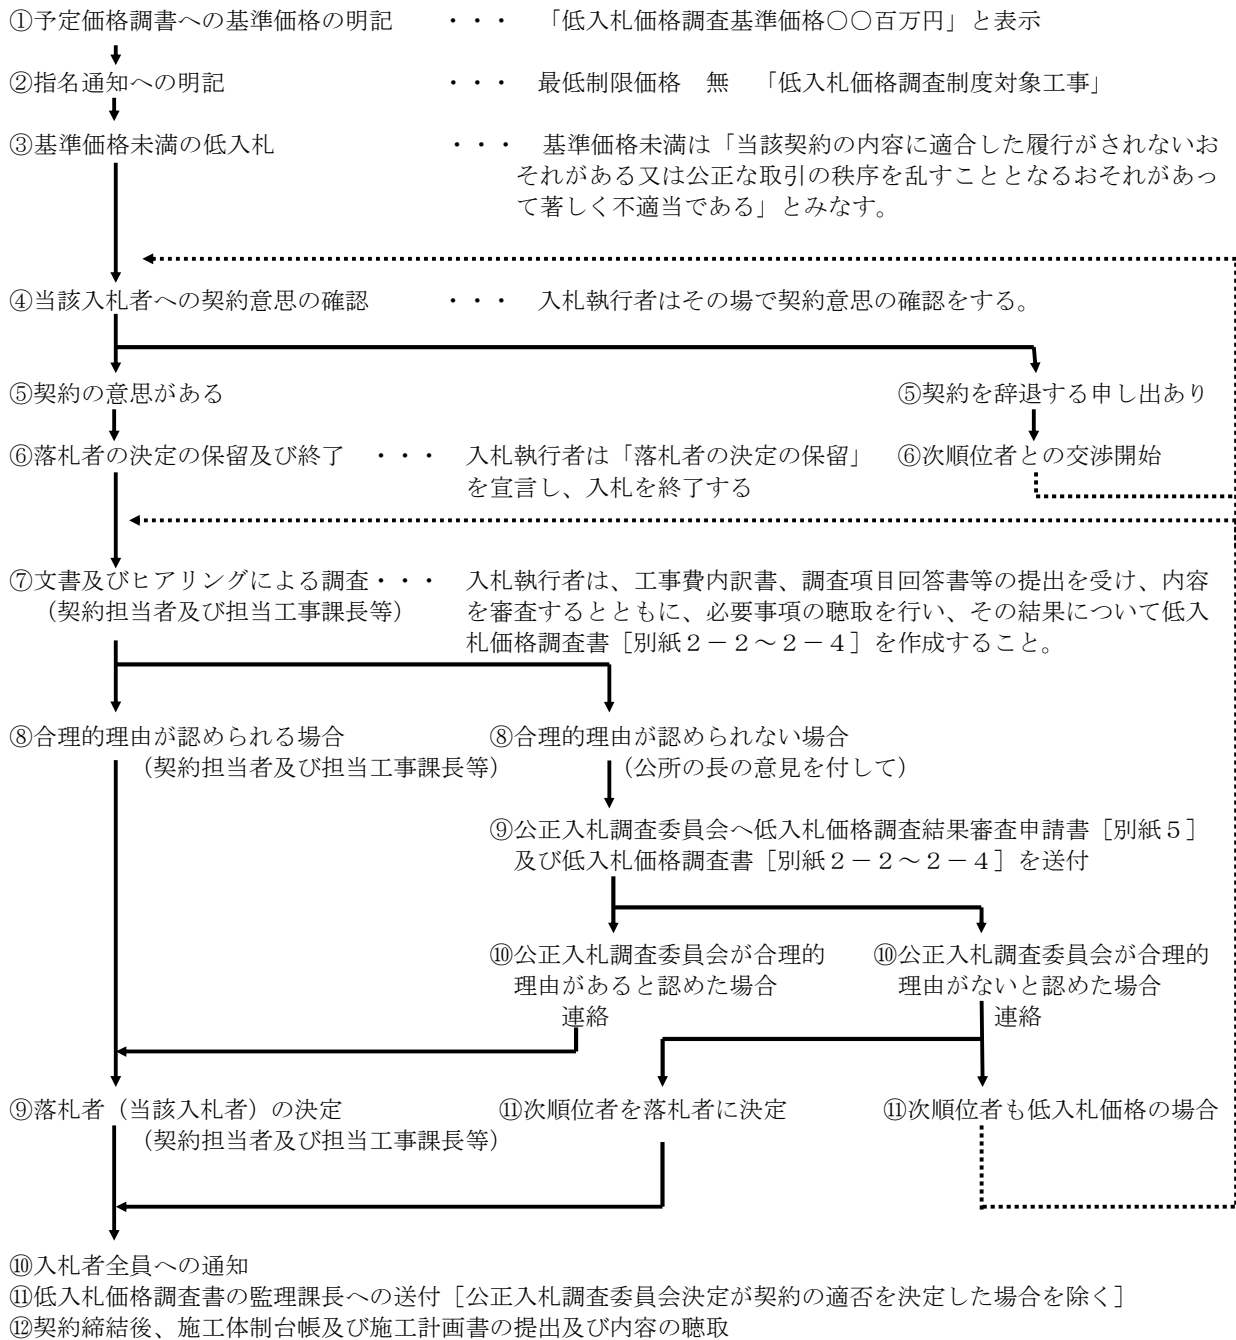 ①予定価格調書への基準価格の明記　・・・　「低入札価格調査基準価格〇〇百万円」と表示
②指名通知への明記　・・・　最低制限価格　無　「低入札価格調査制度対象工事」
③基準価格未満の低入札　・・・　基準価格未満は「当該契約の内容に適合した履行がされないお
それがある又は公正な取引の秩序を乱すこととなるおそれがあっ
て著しく不適当である」とみなす。
④当該入札者への契約意思の確認　・・・　入札執行者はその場で契約意思の確認をする。
⑤契約の意思がある　⑤契約を辞退する申し出あり
⑥落札者の決定の保留及び終了　・・・　入札執行者は「落札者の決定の保留」　⑥次順位者との交渉開始
を宣言し、入札を終了する
⑦文書及びヒアリングによる調査・・・　入札執行者は、工事費内訳書、調査項目回答書等の提出を受け、内容
（契約担当者及び担当工事課長等）　を審査するとともに、必要事項の聴取を行い、その結果について低入
札価格調査書［別紙２－２～２－４］を作成すること。
⑧合理的理由が認められる場合　⑧合理的理由が認められない場合
（契約担当者及び担当工事課長等）　（公所の長の意見を付して）
⑨公正入札調査委員会へ低入札価格調査結果審査申請書［別紙５］
及び低入札価格調査書［別紙２－２～２－４］を送付
⑩公正入札調査委員会が合理的　⑩公正入札調査委員会が合理的
理由があると認めた場合　理由がないと認めた場合
連絡　連絡
⑨落札者（当該入札者）の決定　⑪次順位者を落札者に決定　⑪次順位者も低入札価格の場合
（契約担当者及び担当工事課長等）
⑩入札者全員への通知
⑪低入札価格調査書の監理課長への送付［公正入札調査委員会決定が契約の適否を決定した場合を除く］
⑫契約締結後、施工体制台帳及び施工計画書の提出及び内容の聴取